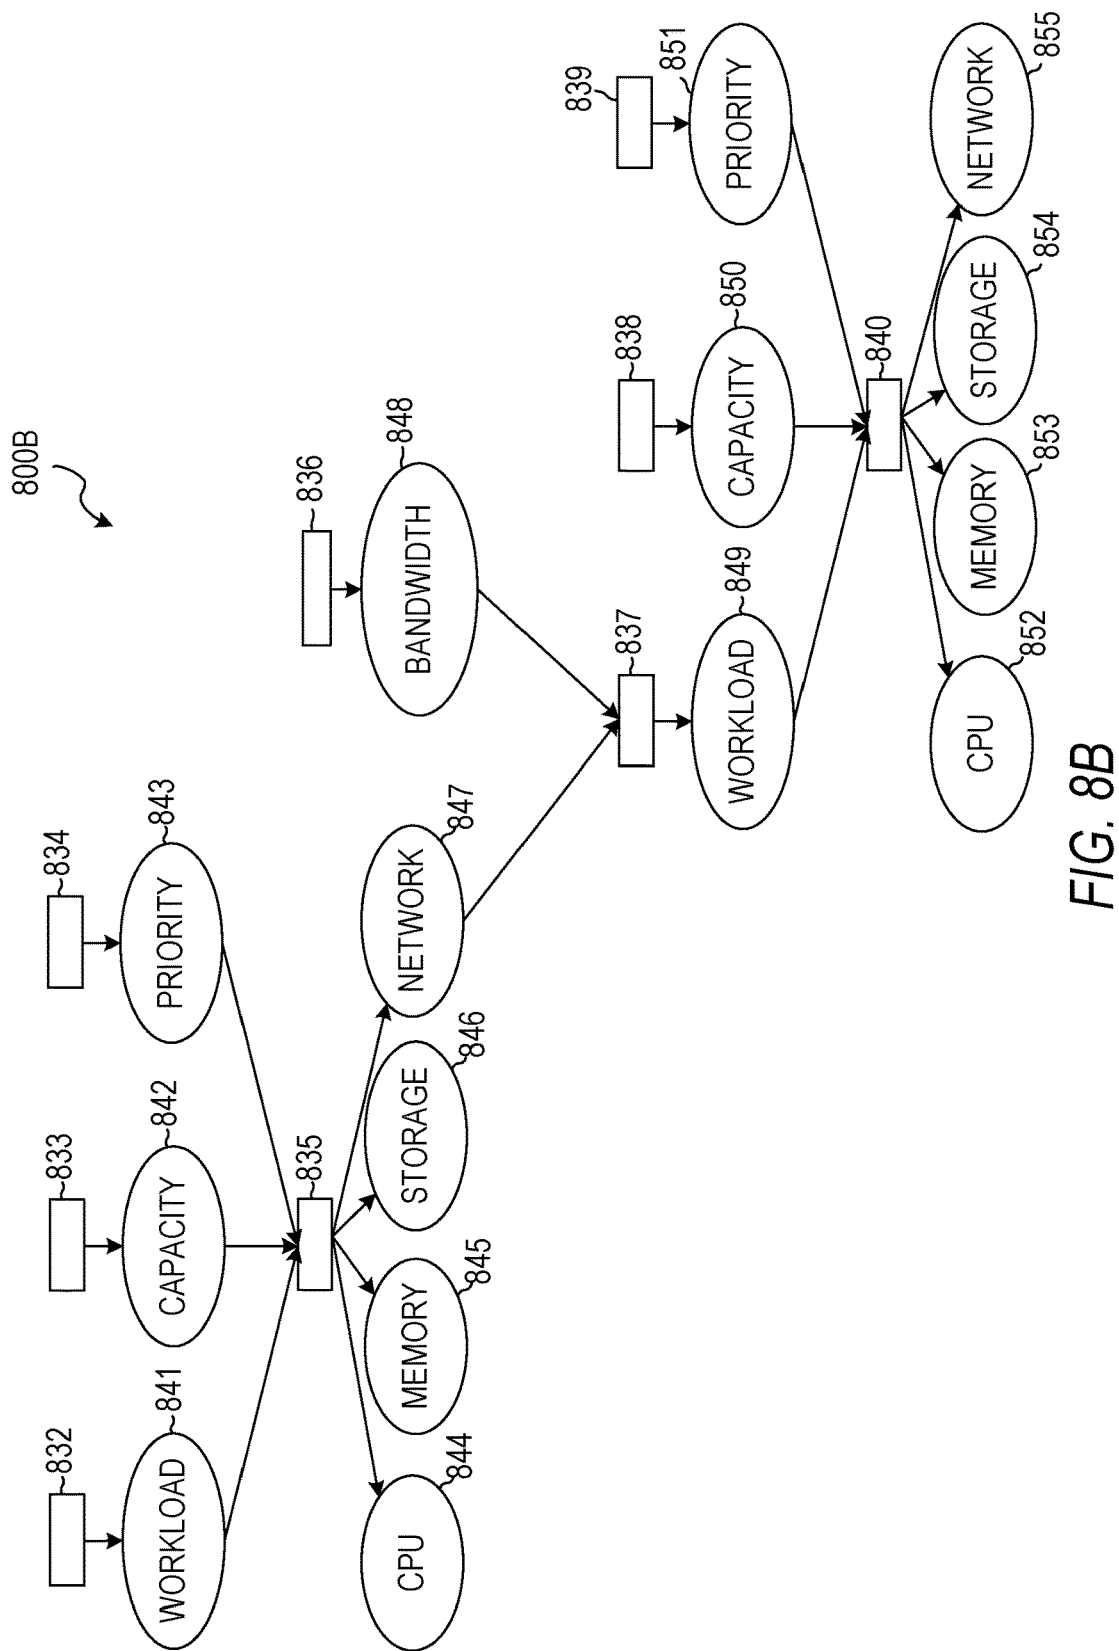 800B
832
833
834
WORKLOAD
841
CAPACITY
842
PRIORITY
843
835
836
CPU
844
MEMORY
845
STORAGE
846
NETWORK
847
BANDWIDTH
848
837
838
839
WORKLOAD
849
CAPACITY
850
PRIORITY
851
840
CPU
852
MEMORY
853
STORAGE
854
NETWORK
855
FIG. 8B